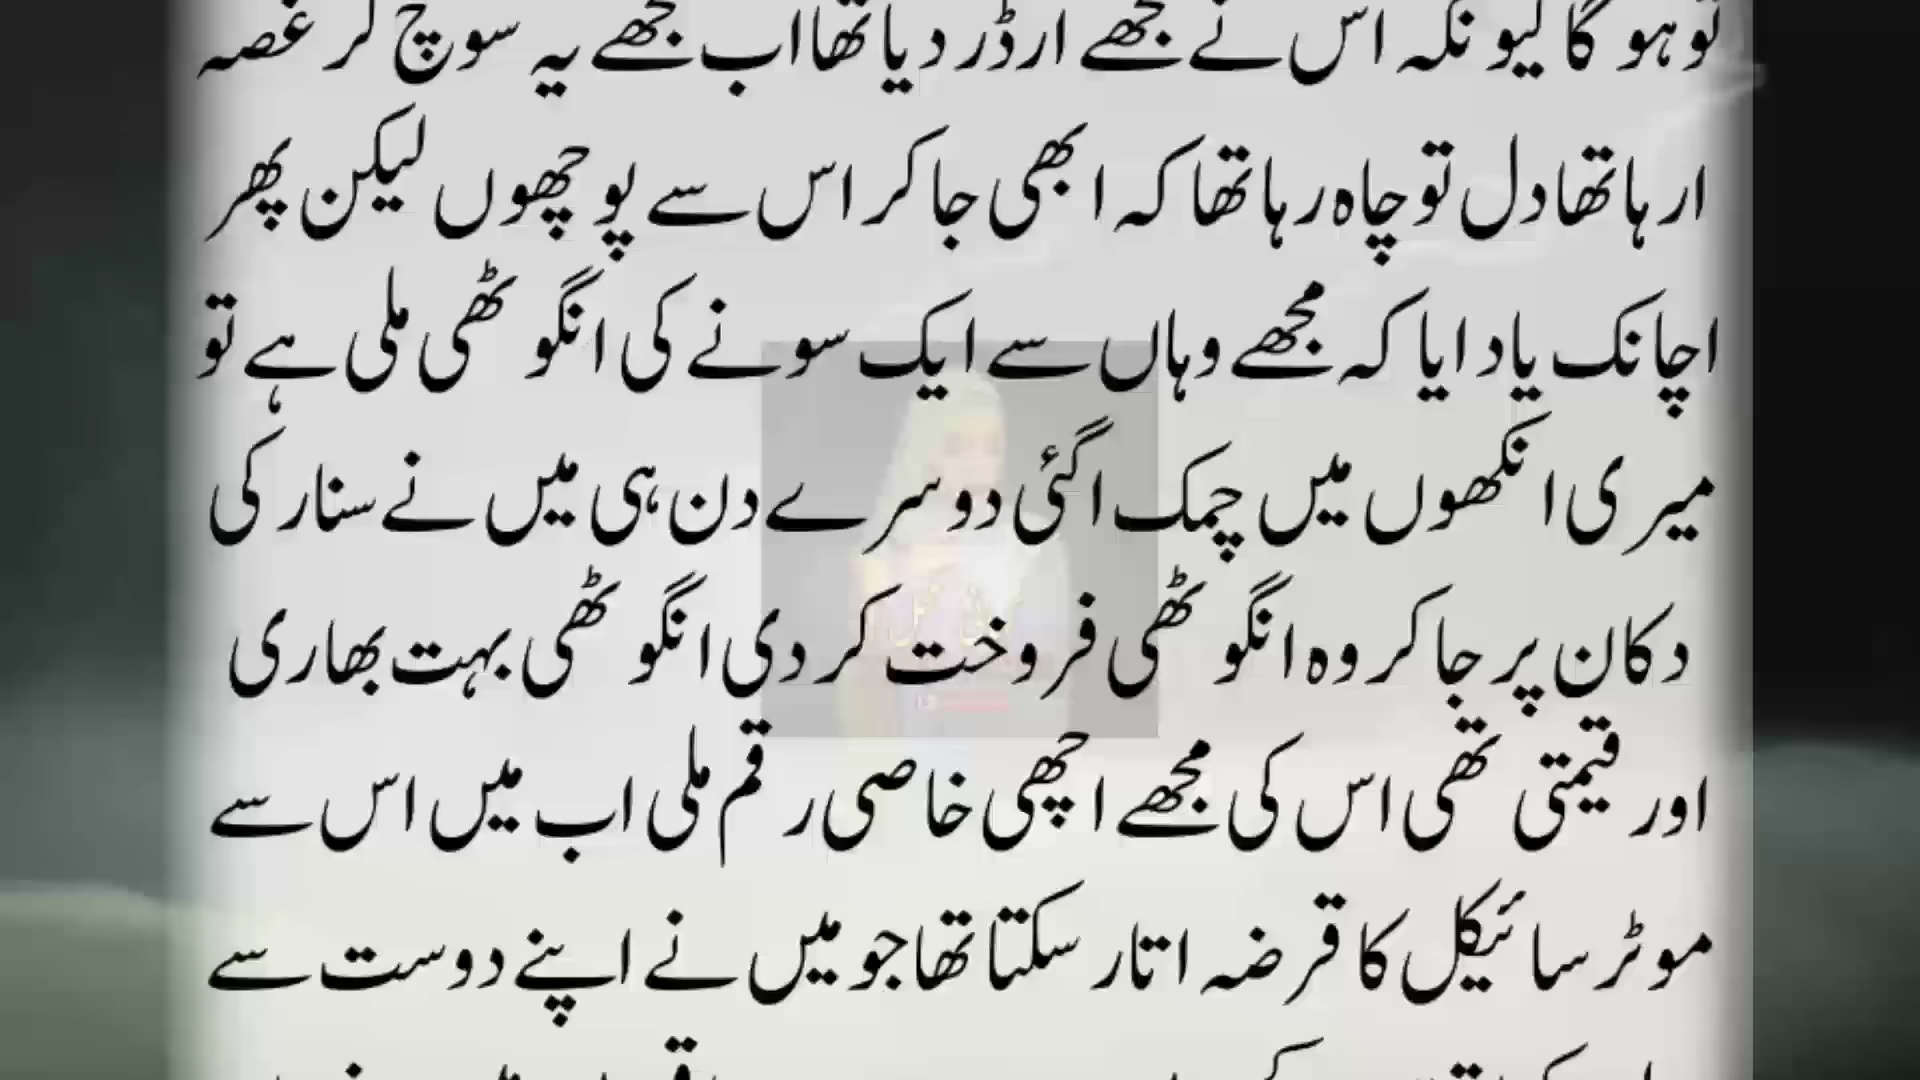 تو ہو گا کیونکہ اس نے مجھے ارڈر دیا تھا اب مجھے یہ سوچ کر غصہ
ارہا تھا دل تو چاہ رہا تھا کہ ابھی جا کر اس سے پوچھوں لیکن پھر
اچانک یاد ایا کہ مجھے وہاں سے ایک سونے کی انگوٹھی ملی ہے تو
میری انکھوں میں چمک اگئی دوسرے دن ہی میں نے سنار کی
دکان پر جا کر وہ انگوٹھی فروخت کر دی انگوٹھی بہت بھاری
اور قیمتی تھی اس کی مجھے اچھی خاصی رقم ملی اب میں اس سے
موٹر سائیکل کا قرضہ اتار سکتا تھا جو میں نے اپنے دوست سے